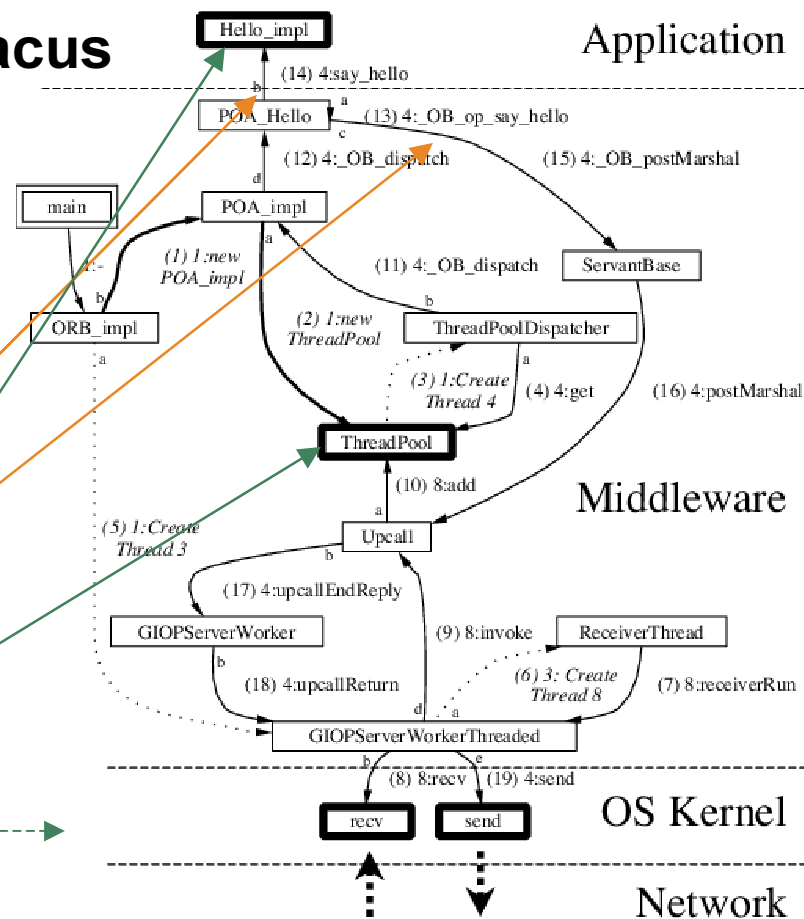 acus
Hello_impl
Application
(14) 4:say_hello
b
a
POA_Hello
(13) 4:_OB_op_say_hello
c
(12) 4:_OB_dispatch
(15) 4:_OB_postMarshal
d
main
POA_impl
a
(1) 1:new
POA_impl
(11) 4:_OB_dispatch
ServantBase
1:-
b
b
(2) 1:new
ThreadPool
ORB_impl
ThreadPoolDispatcher
a
a
(3) 1:Create
Thread 4
(4) 4:get
(16) 4:postMarshal
ThreadPool
(10) 8:add
Middleware
a
(5) 1:Create
Thread 3
Upcall
b
(17) 4:upcallEndReply
GIOPServerWorker
(9) 8:invoke
ReceiverThread
b
(6) 3: Create
Thread 8
(18) 4:upcallReturn
(7) 8:receiverRun
d
a
GIOPServerWorkerThreaded
b
e
(8) 8:recv
(19) 4:send
recv
send
OS Kernel
Network